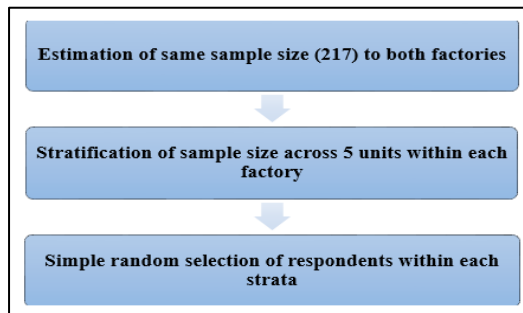 Estimation of same sample size (217) to both factories
Stratification of sample size across 5 units within each
factory
Simple random selection of respondents within each
strata